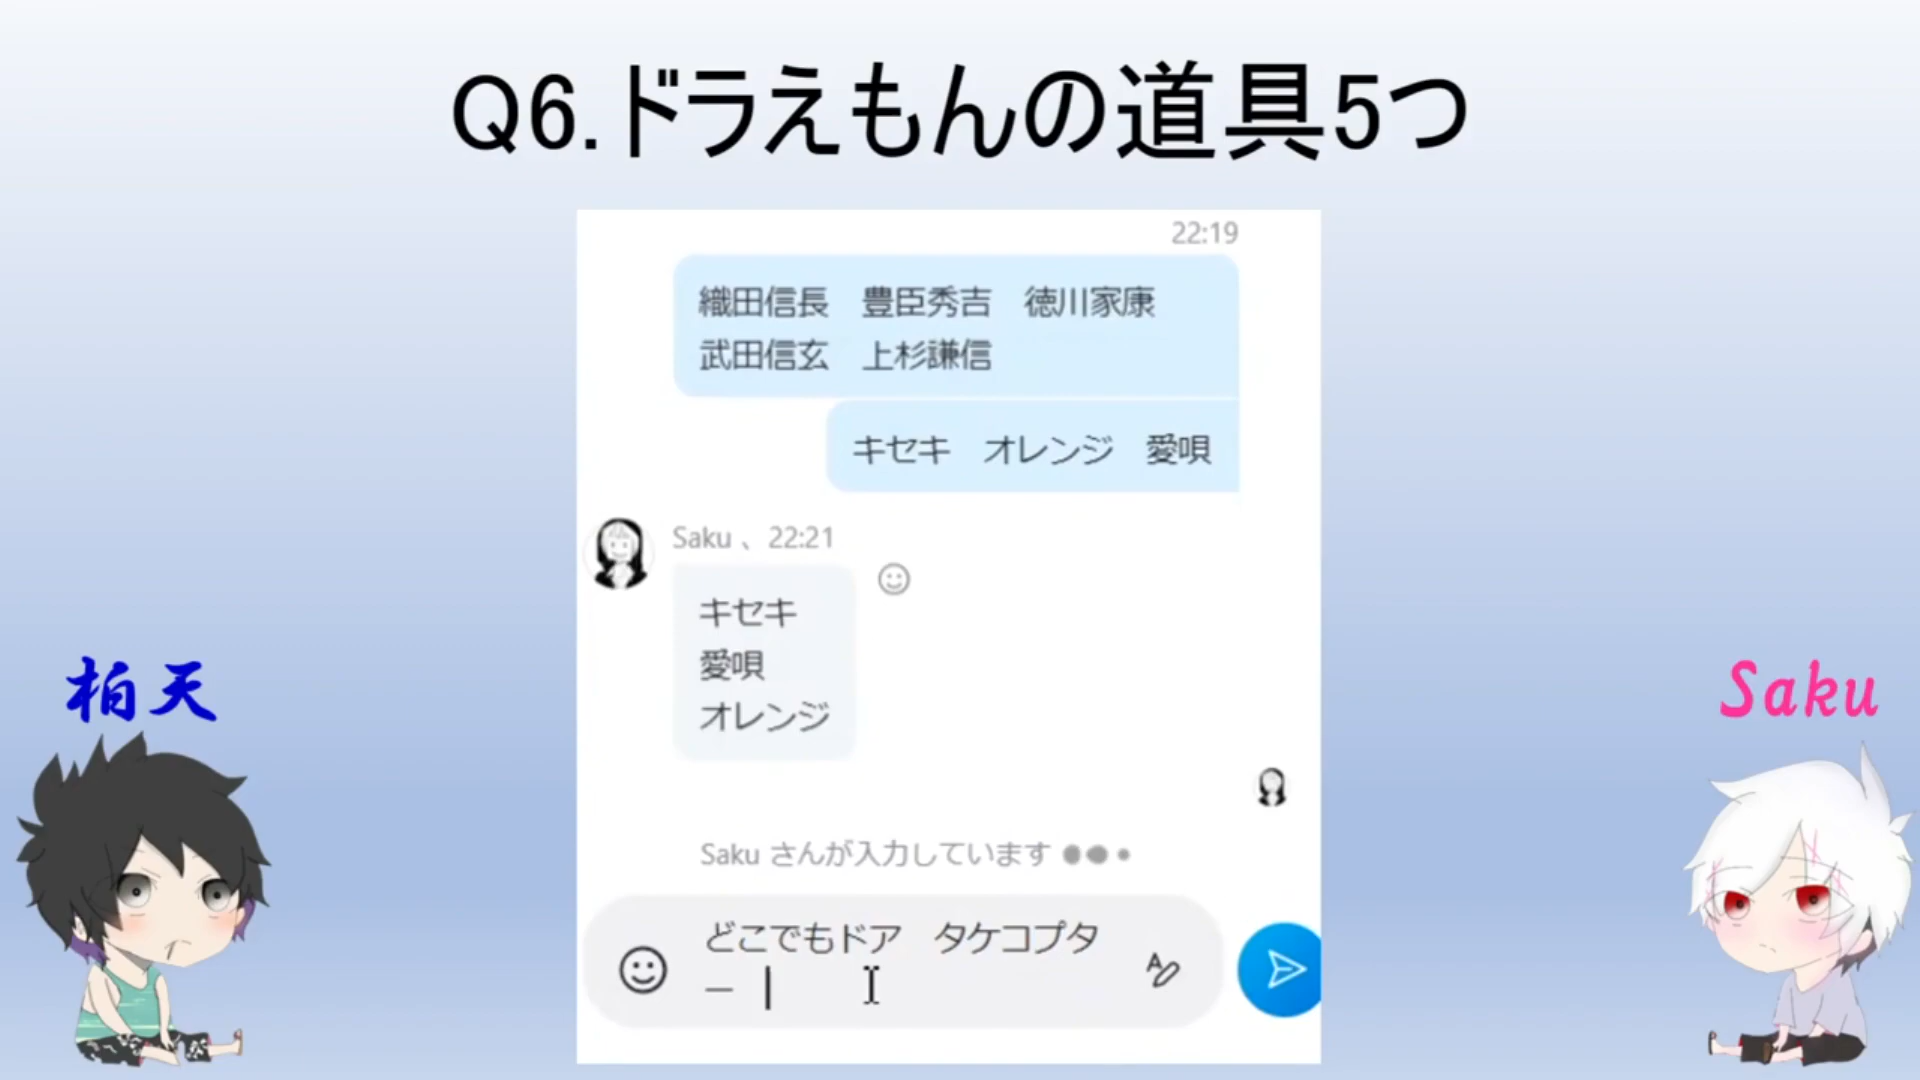 Q6.ドラえもんの道具5つ
22:19
織田信長　豊臣秀吉　徳川家康
武田信玄　上杉謙信
キセキ　オレンジ　愛唄
Saku 、22:21
キセキ
愛唄
オレンジ
柏天
Saku
Saku さんが入力しています
どこでもドア　タケコプタ
ー